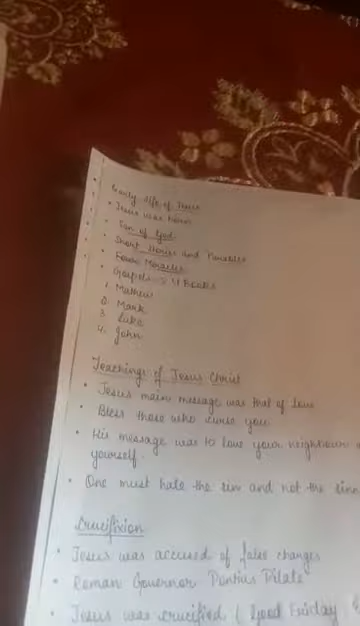 Early life of Jesus
• Jesus was born
• Son of God
• Short Stories and Parables
• Miracles
• Gospels 4 Books
1. Mathew
2. Mark
3. Luke
4. John
Teachings of Jesus Christ
• Jesus main message was that of love
• Bless those who curse you
• His message was to love your neighbour
yourself.
• One must hate the sin and not the sinn
Crucifixion
• Jesus was accused of false charges
• Roman Governor Pontius Pilate
• Jesus was crucified ( Good Friday